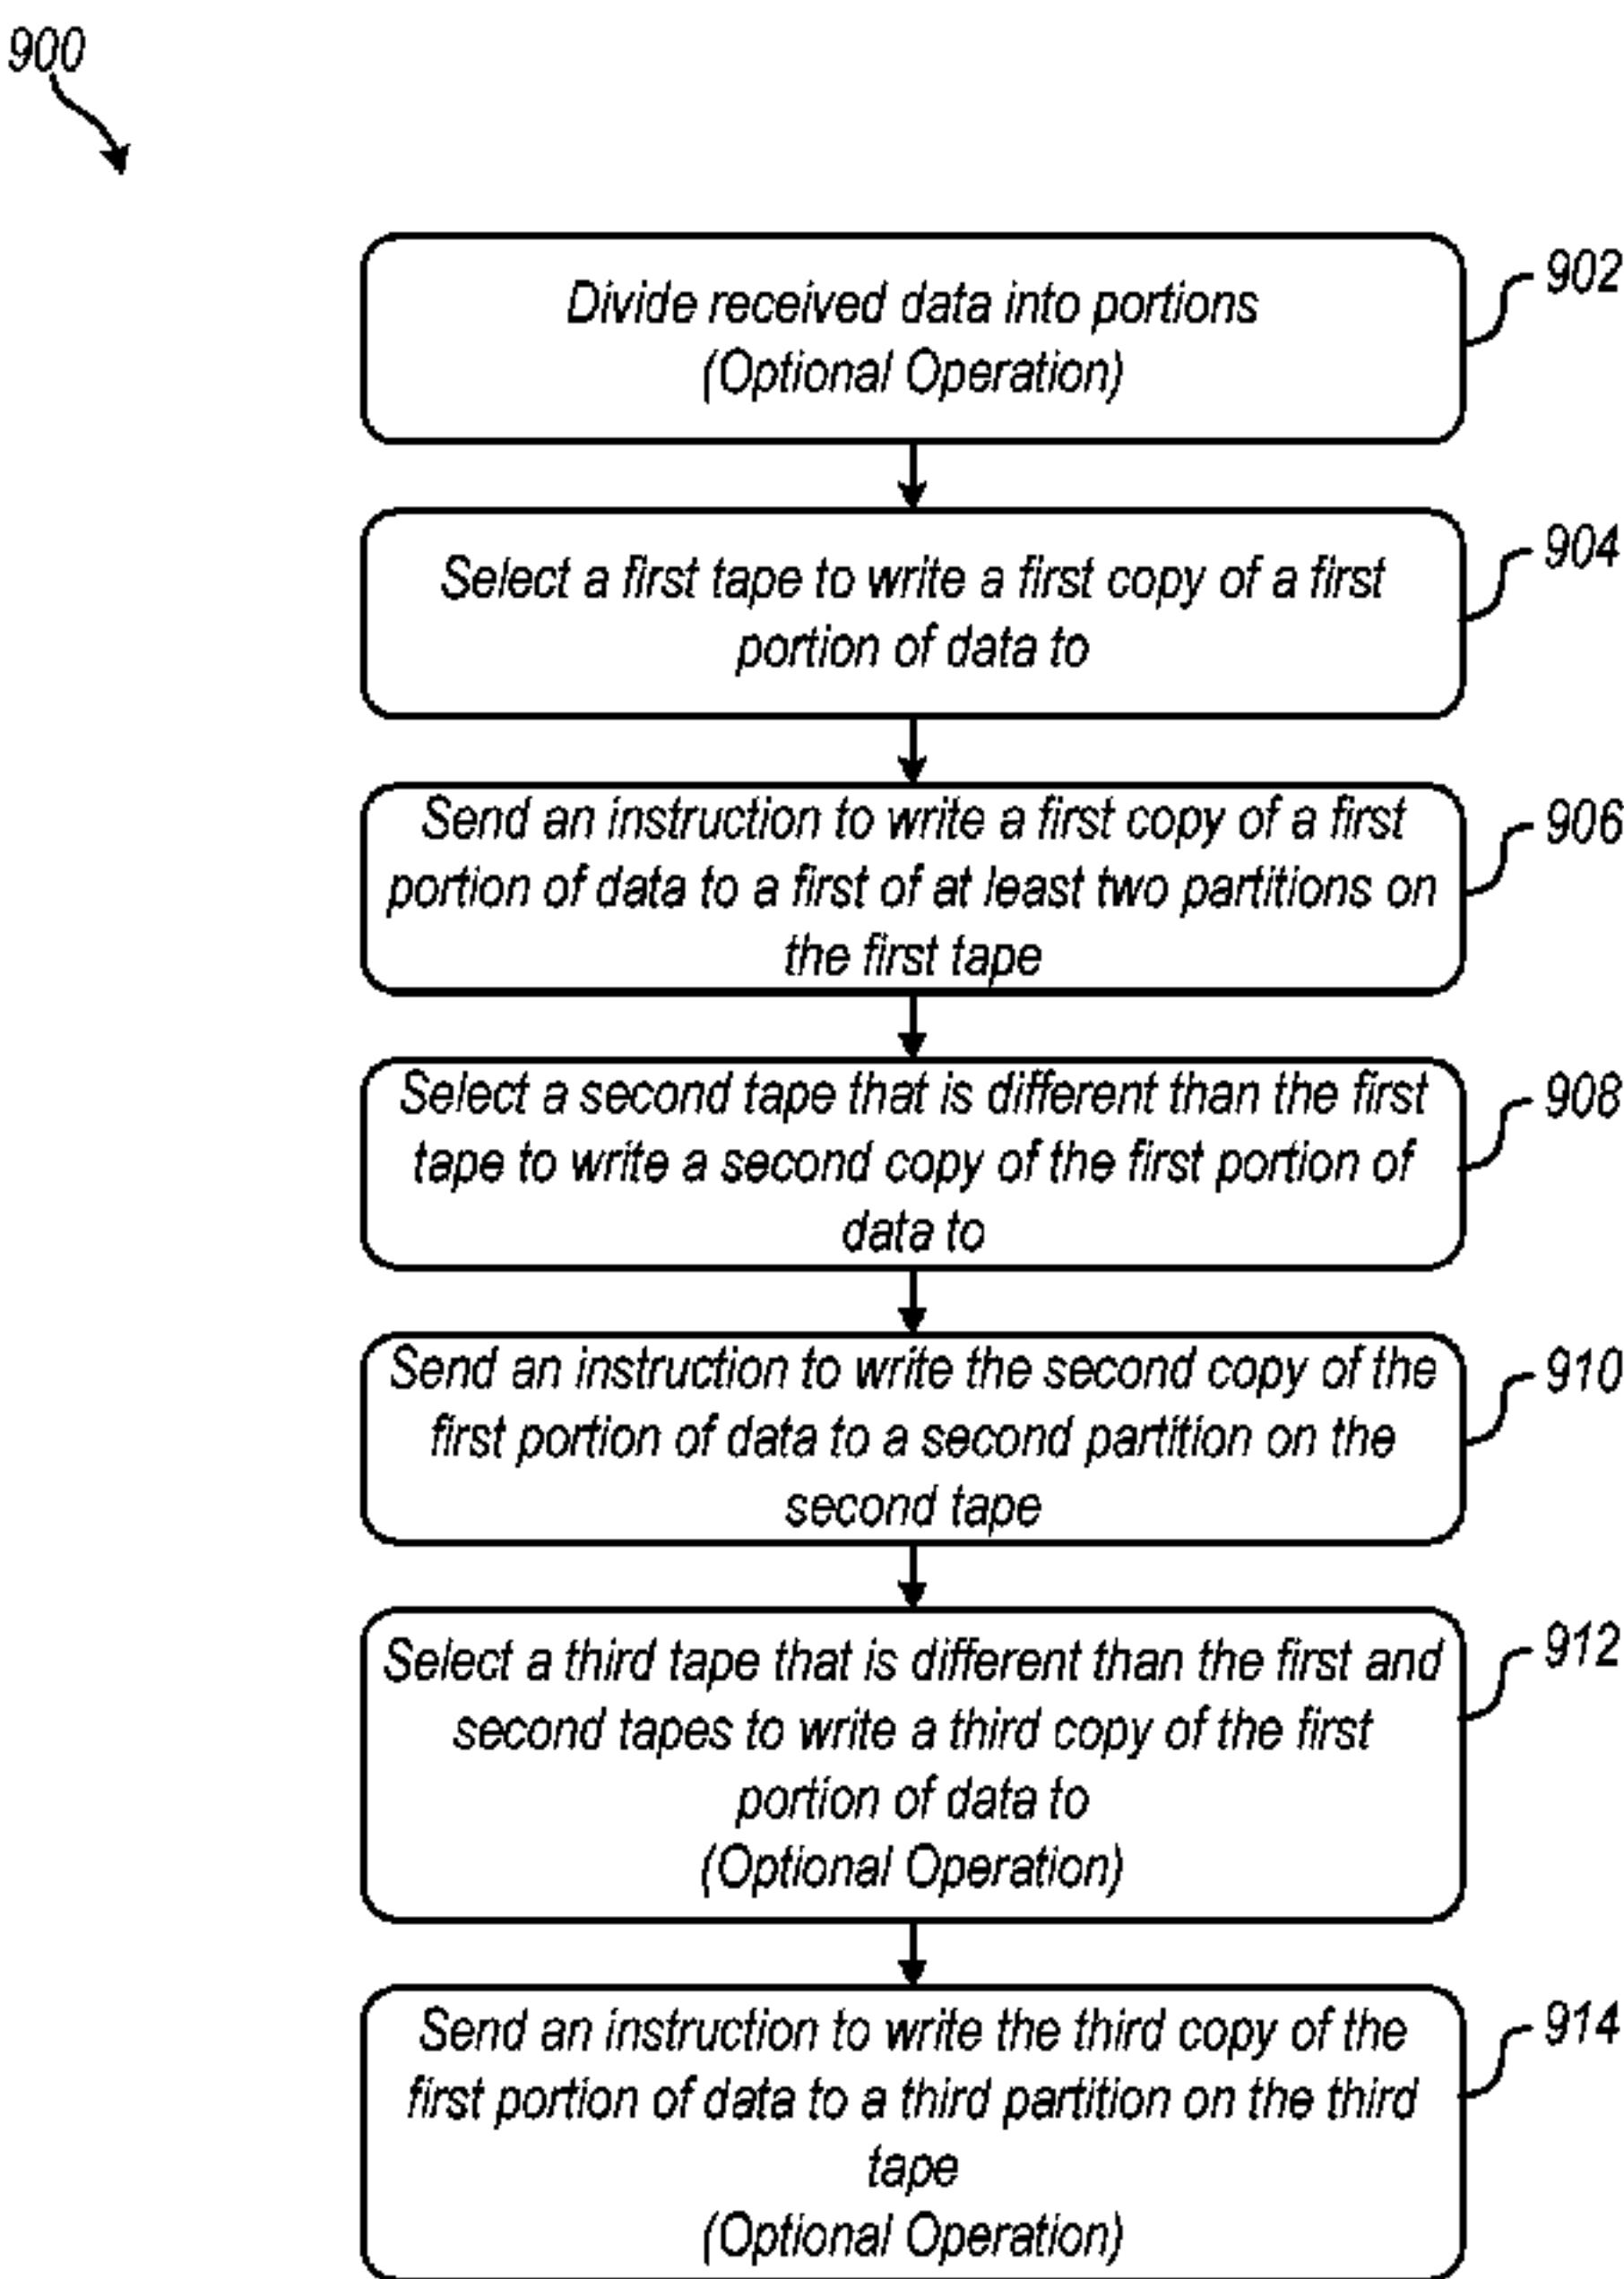 900
Divide received data into portions
(Optional Operation)
902
Select a first tape to write a first copy of a first
portion of data to
904
Send an instruction to write a first copy of a first
portion of data to a first of at least two partitions on
the first tape
906
Select a second tape that is different than the first
tape to write a second copy of the first portion of
data to
908
Send an instruction to write the second copy of the
first portion of data to a second partition on the
second tape
910
Select a third tape that is different than the first and
second tapes to write a third copy of the first
portion of data to
(Optional Operation)
912
Send an instruction to write the third copy of the
first portion of data to a third partition on the third
tape
(Optional Operation)
914